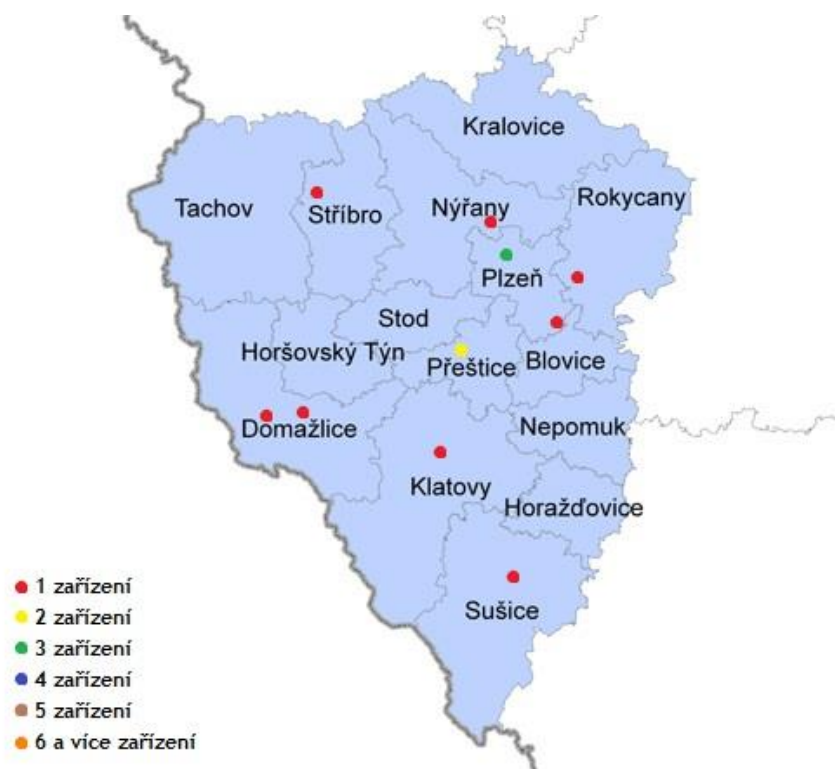 Kralovice
Rokycany
Tachov
Stříbro
Nýřany
Plzeň
Stod
Horšovský Týn
Přeštice
Blovice
Domažlice
Nepomuk
Klatovy
Horažďovice
Sušice
1 zařízení
2 zařízení
3 zařízení
4 zařízení
5 zařízení
6 a více zařízení